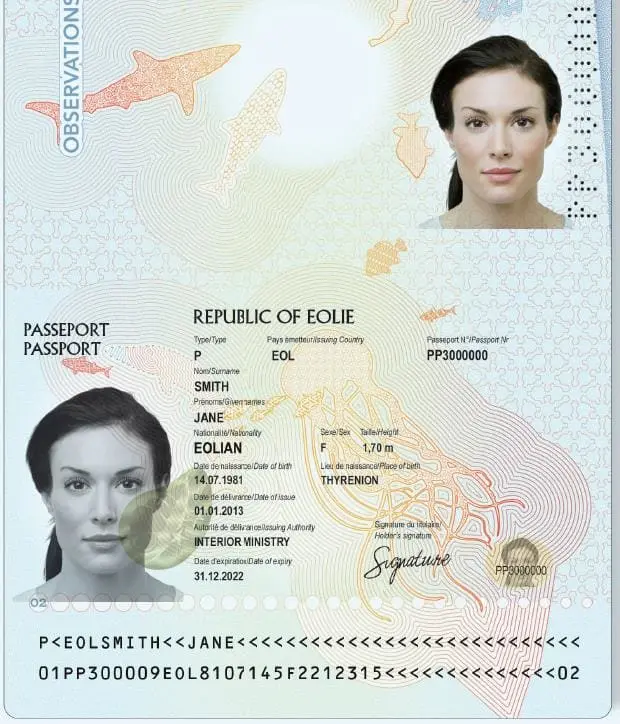 OBSERVATIONS
REPUBLIC OF EOLIE
PASSEPORT
PASSPORT
Type/Type Pays émetteur/Issuing Country Passeport N°/Passport Nr
P EOL PP3000000
Nom/Surname
SMITH
Prénoms/Givennames
JANE
Nationalité/Nationality Sexe/Sex Taille/Height
EOLIAN F 1,70 m
Date de naissance/Date of birth Lieu de naissance/Place of birth
14.07.1981 THYRENION
Date de délivrance/Date of issue
01.01.2013
Autorité de délivrance/Issuing Authority Signature du titulaire/
Holder's signature
INTERIOR MINISTRY
Signature
Date d'expiration/Date of expiry
31.12.2022 PP3000000
02
P<EOLSMITH<<JANE<<<<<<<<<<<<<<<<<<<<<<<<<<<<
01PP300009EOL8107145F2212315<<<<<<<<<<<<<<02